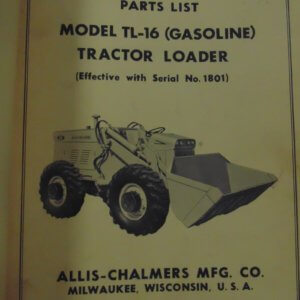 PARTS LIST
MODEL TL-16 (GASOLINE)
TRACTOR LOADER
(Effective with Serial No. 1801)
ALLIS-CHALMERS MFG. CO.
MILWAUKEE, WISCONSIN, U. S. A.